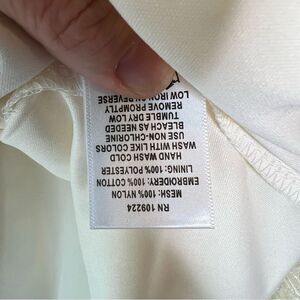 RN 109224
MESH: 100% NYLON
EMBROIDERY: 100% COTTON
LINING: 100% POLYESTER
HAND WASH COLD
WASH WITH LIKE COLORS
USE NON-CHLORINE
BLEACH AS NEEDED
TUMBLE DRY LOW
REMOVE PROMPTLY
LOW IRON ON REVERSE